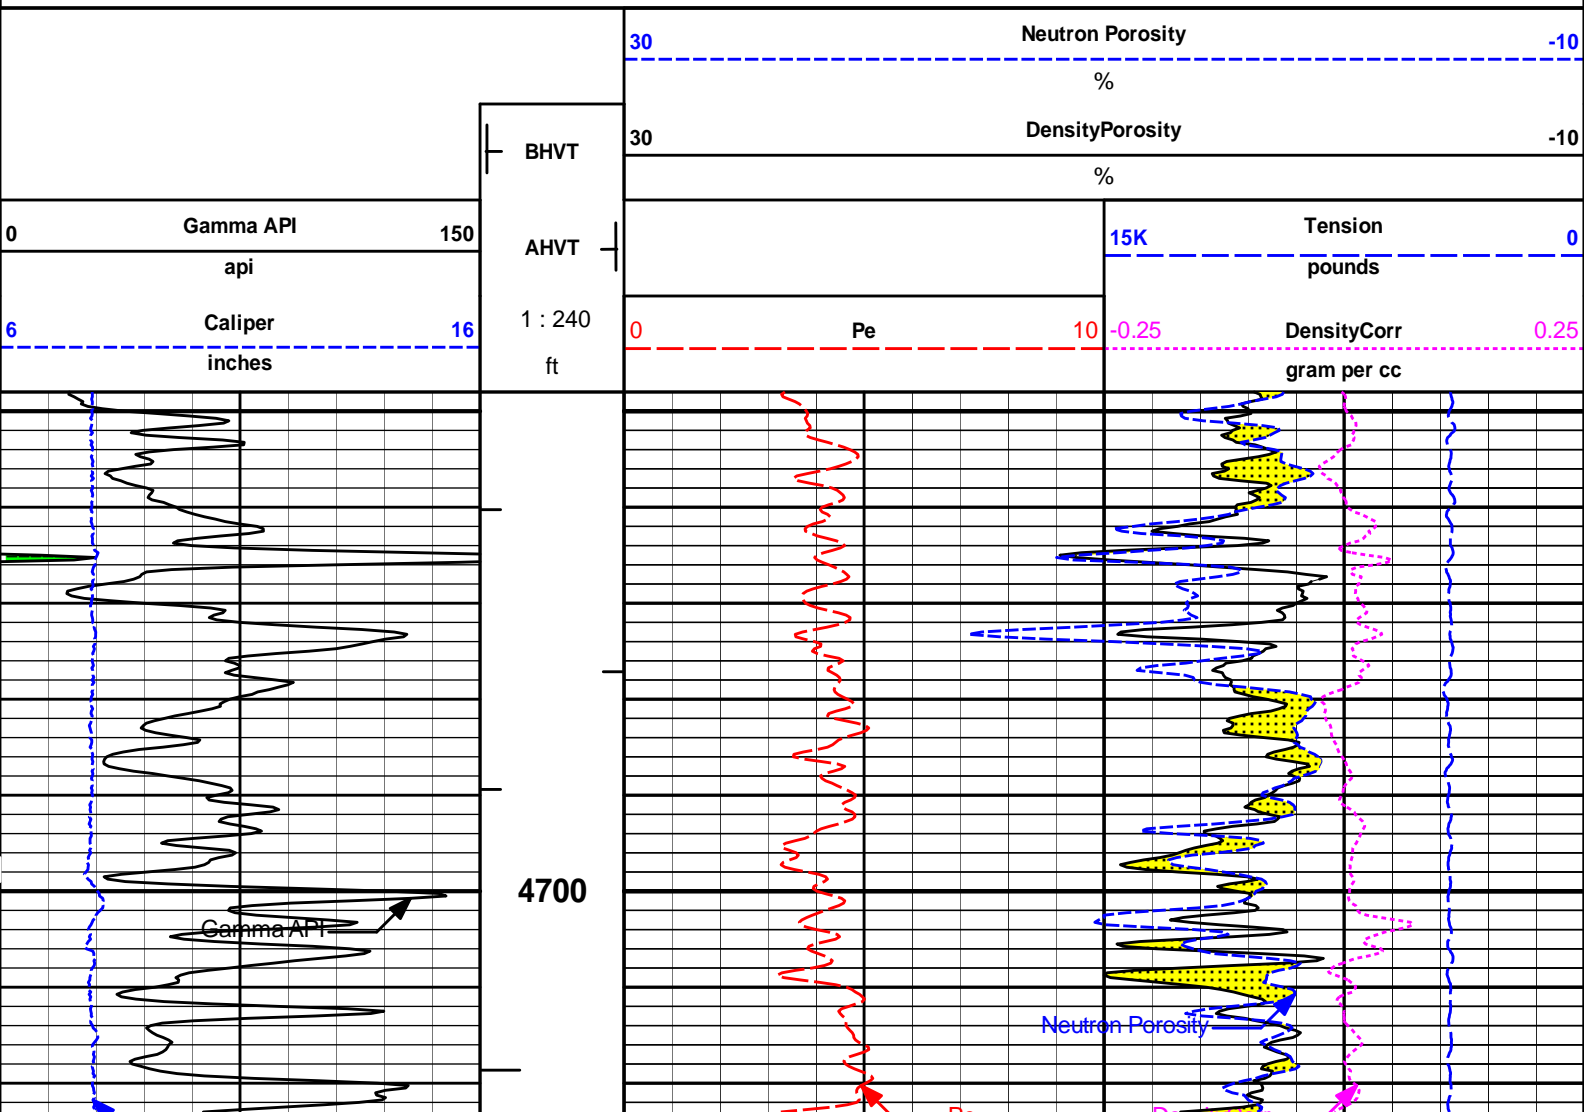 Neutron Porosity
30 -10
%
DensityPorosity
30 -10
%
BHVT
AHVT
1 : 240
ft
Gamma API
0 150
api
Caliper
6 16
inches
Tension
15K 0
pounds
Pe
0 10
DensityCorr
-0.25 0.25
gram per cc
4700
Gamma API
Neutron Porosity